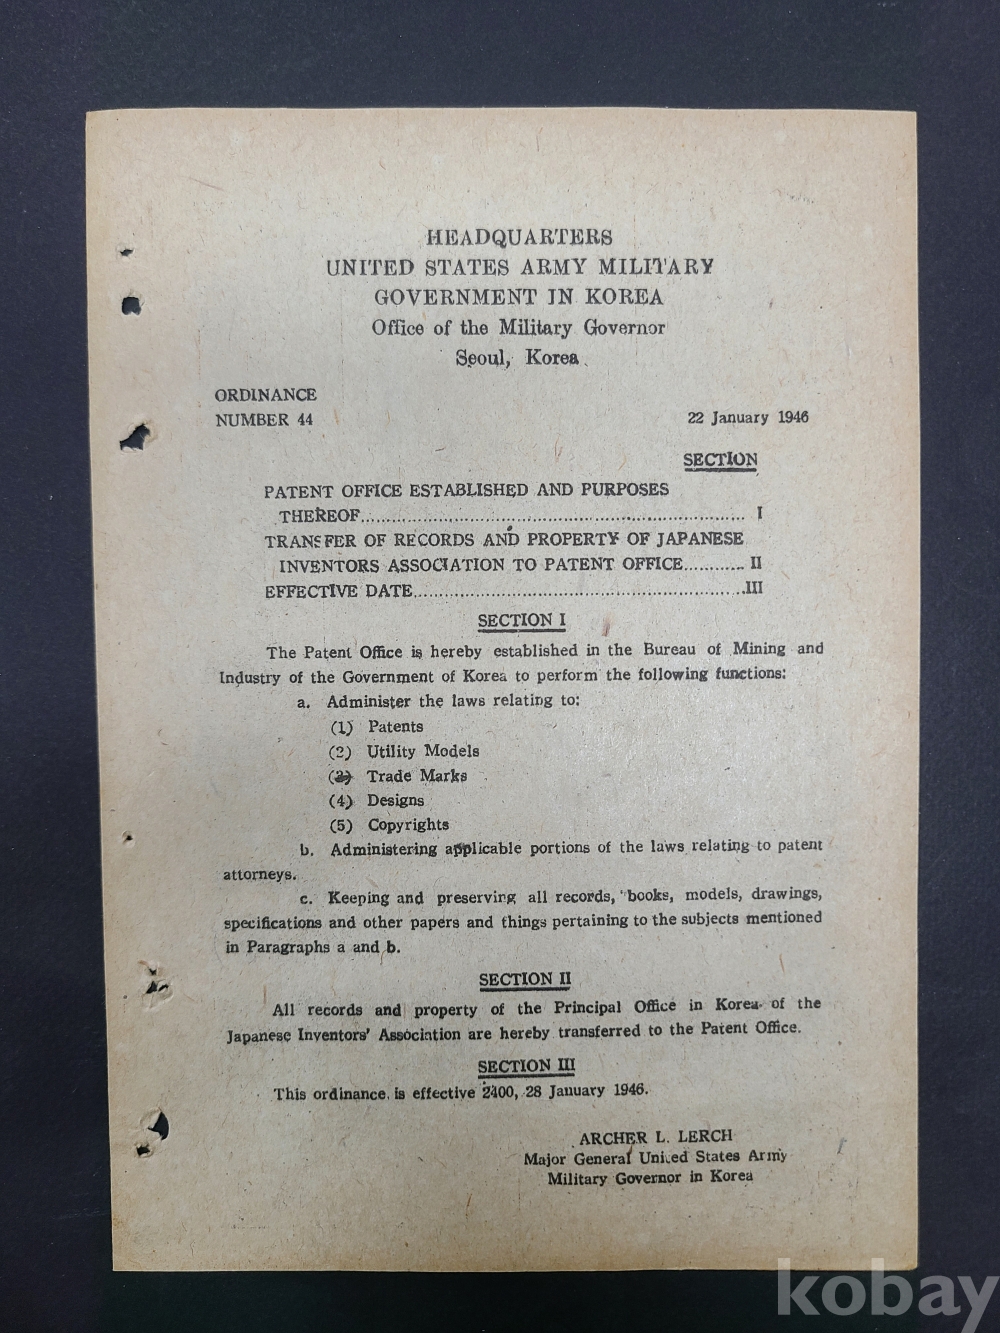 HEADQUARTERS
UNITED STATES ARMY MILITARY
GOVERNMENT IN KOREA
Office of the Military Governor
Seoul, Korea
ORDINANCE
NUMBER 44
22 January 1946
SECTION
PATENT OFFICE ESTABLISHED AND PURPOSES
THEREOF.......................................................................... I
TRANSFER OF RECORDS AND PROPERTY OF JAPANESE
INVENTORS ASSOCIATION TO PATENT OFFICE........... II
EFFECTIVE DATE................................................................III
SECTION I
The Patent Office is hereby established in the Bureau of Mining and
Industry of the Government of Korea to perform the following functions:
a. Administer the laws relating to:
(1) Patents
(2) Utility Models
(3) Trade Marks
(4) Designs
(5) Copyrights
b. Administering applicable portions of the laws relating to patent
attorneys.
c. Keeping and preserving all records, books, models, drawings,
specifications and other papers and things pertaining to the subjects mentioned
in Paragraphs a and b.
SECTION II
All records and property of the Principal Office in Korea of the
Japanese Inventors' Association are hereby transferred to the Patent Office.
SECTION III
This ordinance is effective 2400, 28 January 1946.
ARCHER L. LERCH
Major General United States Army
Military Governor in Korea
kobay